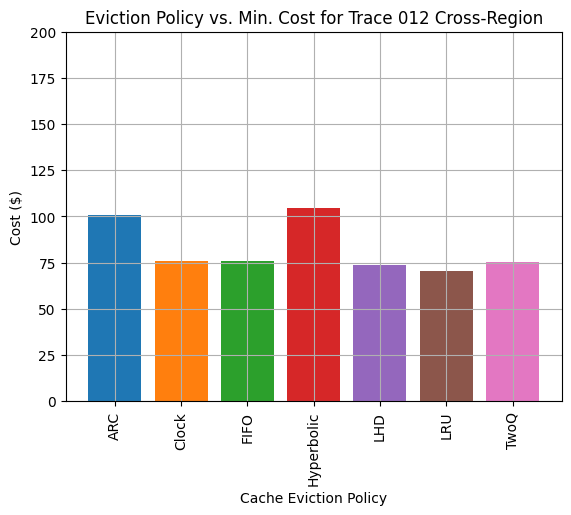 Eviction Policy vs. Min. Cost for Trace 012 Cross-Region
200
175
150
125
100
75
50
25
0
Cost ($)
ARC
Clock
FIFO
Hyperbolic
LHD
LRU
TwoQ
Cache Eviction Policy